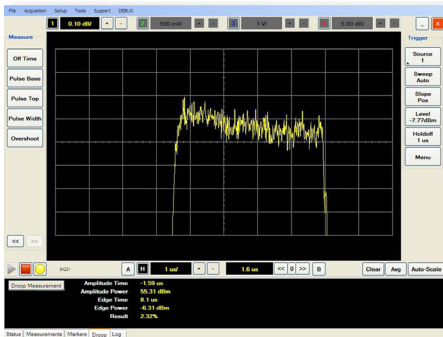 File Acquisition Setup Tools Support DEBUG
1 0.10 dB/ + - 2 500 mV/ + - 3 1 V/ + - 4 5.00 dV/ + - _ x
Measure
Off Time
Pulse Base
Pulse Top
Pulse Width
Overshoot
<< >>
Trigger
Source
1
Sweep
Auto
Slope
Pos
Level
-7.77dBm
Holdoff
1 us
Menu
A H 1 us/ + - 1.6 us << 0 >> B Clear Avg Auto-Scale
Droop Measurement
Amplitude Time -1.59 us
Amplitude Power 55.31 dBm
Edge Time 8.1 us
Edge Power -6.31 dBm
Result 2.32%
Status Measurements Markers Droop Log